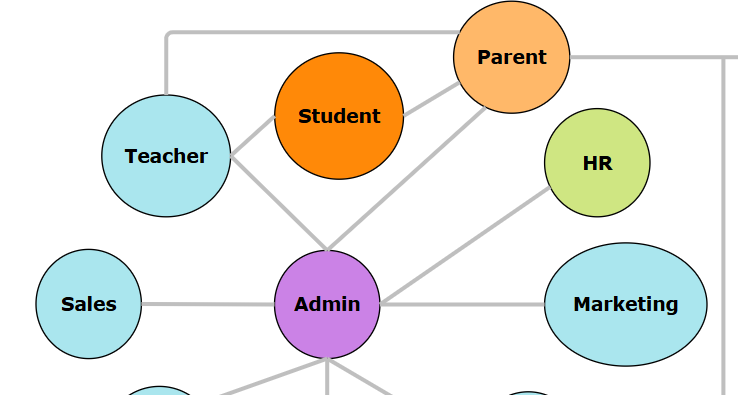 Parent
Student
Teacher
HR
Sales
Admin
Marketing